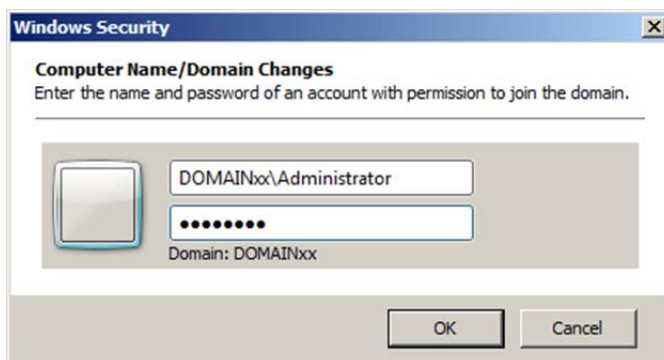 Windows Security
Computer Name/Domain Changes
Enter the name and password of an account with permission to join the domain.
DOMAINxx\Administrator
••••••••
Domain: DOMAINxx
OK
Cancel